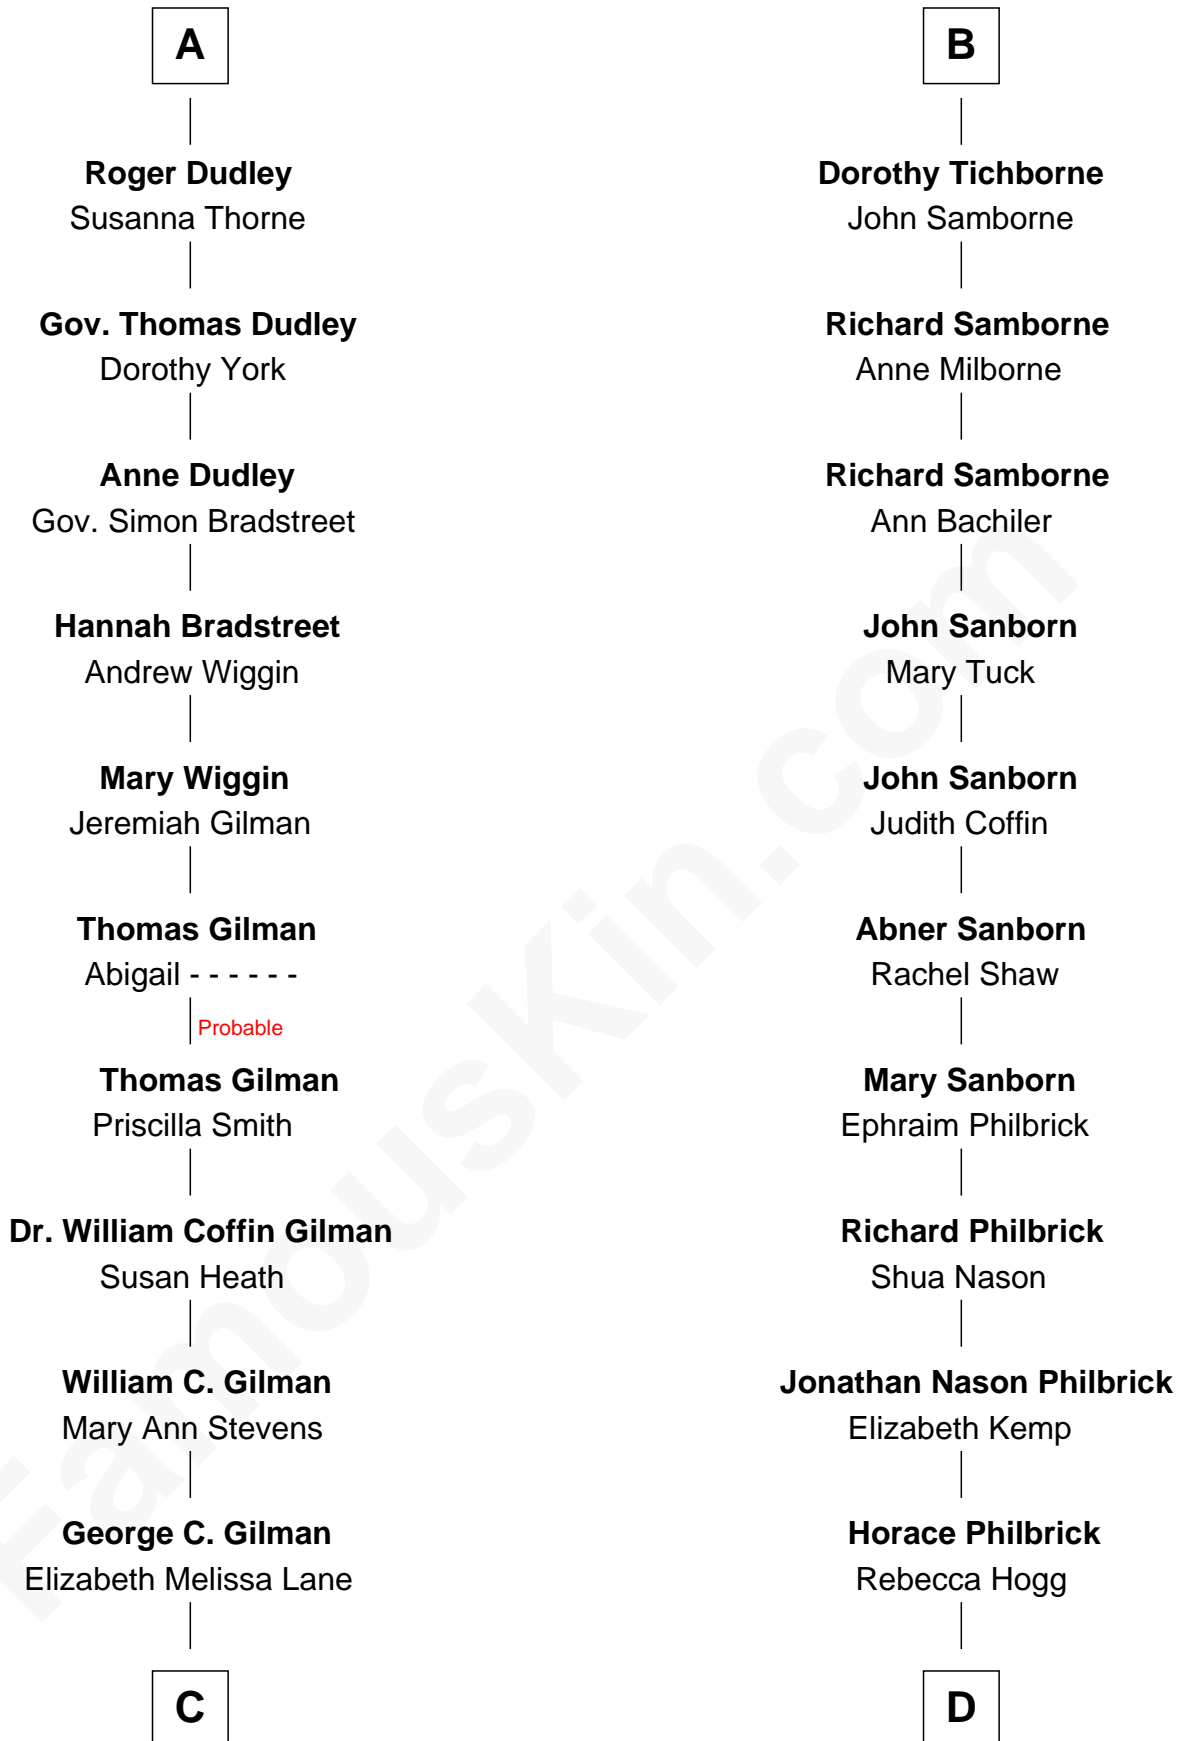 A
Roger Dudley
Susanna Thorne
Gov. Thomas Dudley
Dorothy York
Anne Dudley
Gov. Simon Bradstreet
Hannah Bradstreet
Andrew Wiggin
Mary Wiggin
Jeremiah Gilman
Thomas Gilman
Abigail - - - - - -
Probable
Thomas Gilman
Priscilla Smith
Dr. William Coffin Gilman
Susan Heath
William C. Gilman
Mary Ann Stevens
George C. Gilman
Elizabeth Melissa Lane
C
B
Dorothy Tichborne
John Samborne
Richard Samborne
Anne Milborne
Richard Samborne
Ann Bachiler
John Sanborn
Mary Tuck
John Sanborn
Judith Coffin
Abner Sanborn
Rachel Shaw
Mary Sanborn
Ephraim Philbrick
Richard Philbrick
Shua Nason
Jonathan Nason Philbrick
Elizabeth Kemp
Horace Philbrick
Rebecca Hogg
D
FamousKin.com